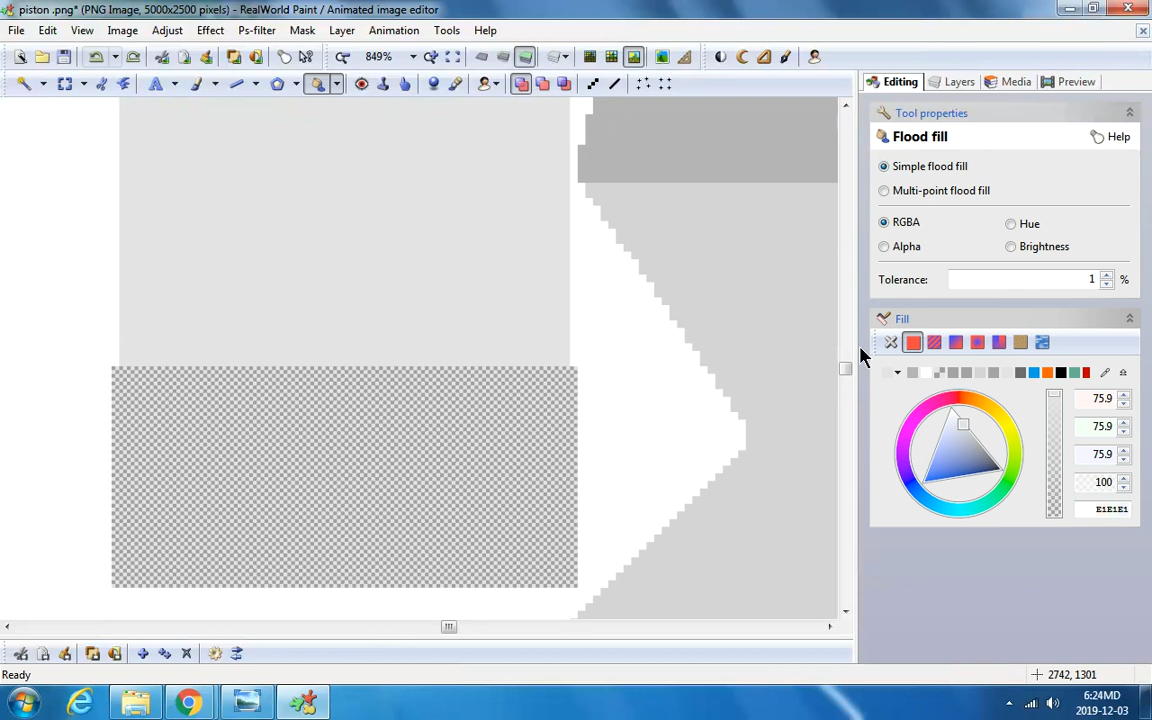 piston .png* (PNG Image, 5000x2500 pixels) - RealWorld Paint / Animated image editor
File Edit View Image Adjust Effect Ps-filter Mask Layer Animation Tools Help
849%
Editing Layers Media Preview
Tool properties
Flood fill Help
Simple flood fill
Multi-point flood fill
RGBA Hue
Alpha Brightness
Tolerance: 1 %
Fill
75.9
75.9
75.9
100
E1E1E1
Ready 2742, 1301
6:24MD
2019-12-03